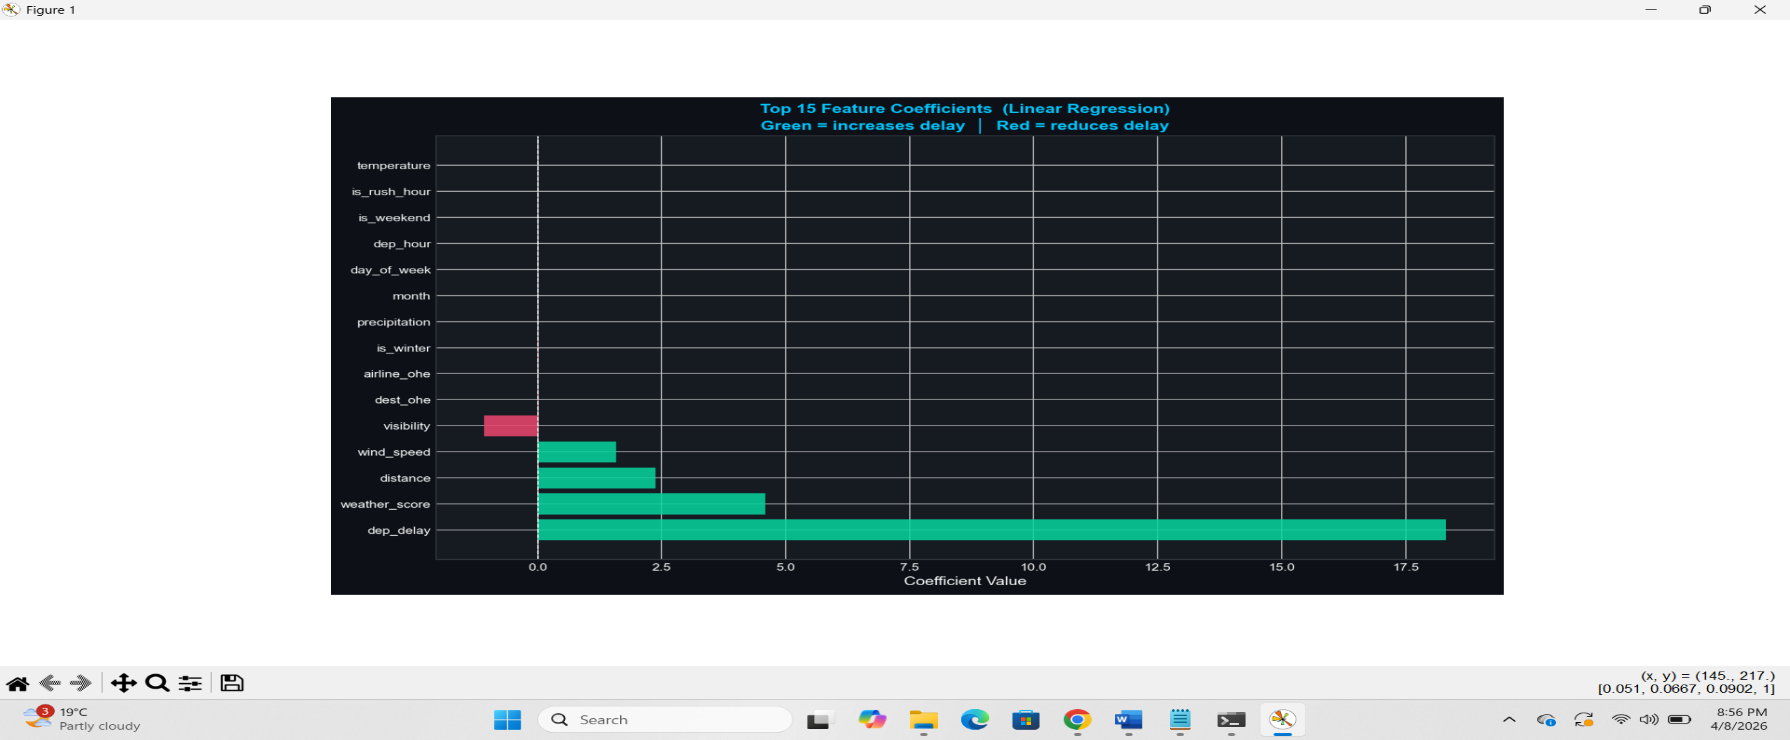 Figure 1
Top 15 Feature Coefficients (Linear Regression)
Green = increases delay | Red = reduces delay
temperature
is_rush_hour
is_weekend
dep_hour
day_of_week
month
precipitation
is_winter
airline_ohe
dest_ohe
visibility
wind_speed
distance
weather_score
dep_delay
0.0 2.5 5.0 7.5 10.0 12.5 15.0 17.5
Coefficient Value
(x, y) = (145., 217.)
[0.051, 0.0667, 0.0902, 1]
3
19°C
Partly cloudy
Search
W
8:56 PM
4/8/2026